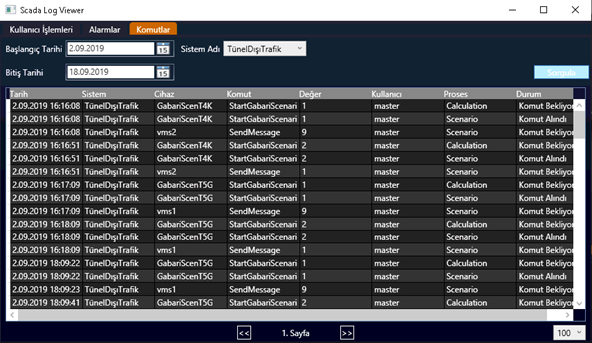 Scada Log Viewer
Kullanıcı İşlemleri Alarmlar Komutlar
Başlangıç Tarihi 2.09.2019 15 Sistem Adı TünelDışıTrafik
Bitiş Tarihi 18.09.2019 15 Sorgula
Tarih Sistem Cihaz Komut Değer Kullanıcı Proses Durum
2.09.2019 16:16:08 TünelDışıTrafik GabariScenT4K StartGabariScenari 1 master Calculation Komut Bekliyor
2.09.2019 16:16:08 TünelDışıTrafik GabariScenT4K StartGabariScenari 1 master Scenario Komut Alındı
2.09.2019 16:16:08 TünelDışıTrafik vms2 SendMessage 9 master Scenario Komut Bekliyor
2.09.2019 16:16:51 TünelDışıTrafik GabariScenT4K StartGabariScenari 2 master Calculation Komut Bekliyor
2.09.2019 16:16:51 TünelDışıTrafik GabariScenT4K StartGabariScenari 2 master Scenario Komut Alındı
2.09.2019 16:16:51 TünelDışıTrafik vms2 SendMessage 1 master Scenario Komut Bekliyor
2.09.2019 16:17:09 TünelDışıTrafik GabariScenT5G StartGabariScenari 1 master Calculation Komut Bekliyor
2.09.2019 16:17:09 TünelDışıTrafik GabariScenT5G StartGabariScenari 1 master Scenario Komut Alındı
2.09.2019 16:17:09 TünelDışıTrafik vms1 SendMessage 9 master Scenario Komut Bekliyor
2.09.2019 16:18:09 TünelDışıTrafik GabariScenT5G StartGabariScenari 2 master Calculation Komut Bekliyor
2.09.2019 16:18:09 TünelDışıTrafik GabariScenT5G StartGabariScenari 2 master Scenario Komut Alındı
2.09.2019 16:18:09 TünelDışıTrafik vms1 SendMessage 1 master Scenario Komut Bekliyor
2.09.2019 18:09:22 TünelDışıTrafik GabariScenT5G StartGabariScenari 1 master Calculation Komut Bekliyor
2.09.2019 18:09:22 TünelDışıTrafik GabariScenT5G StartGabariScenari 1 master Scenario Komut Alındı
2.09.2019 18:09:23 TünelDışıTrafik vms1 SendMessage 9 master Scenario Komut Bekliyor
2.09.2019 18:09:41 TünelDışıTrafik GabariScenT5G StartGabariScenari 2 master Calculation Komut Bekliyor
<< 1. Sayfa >> 100